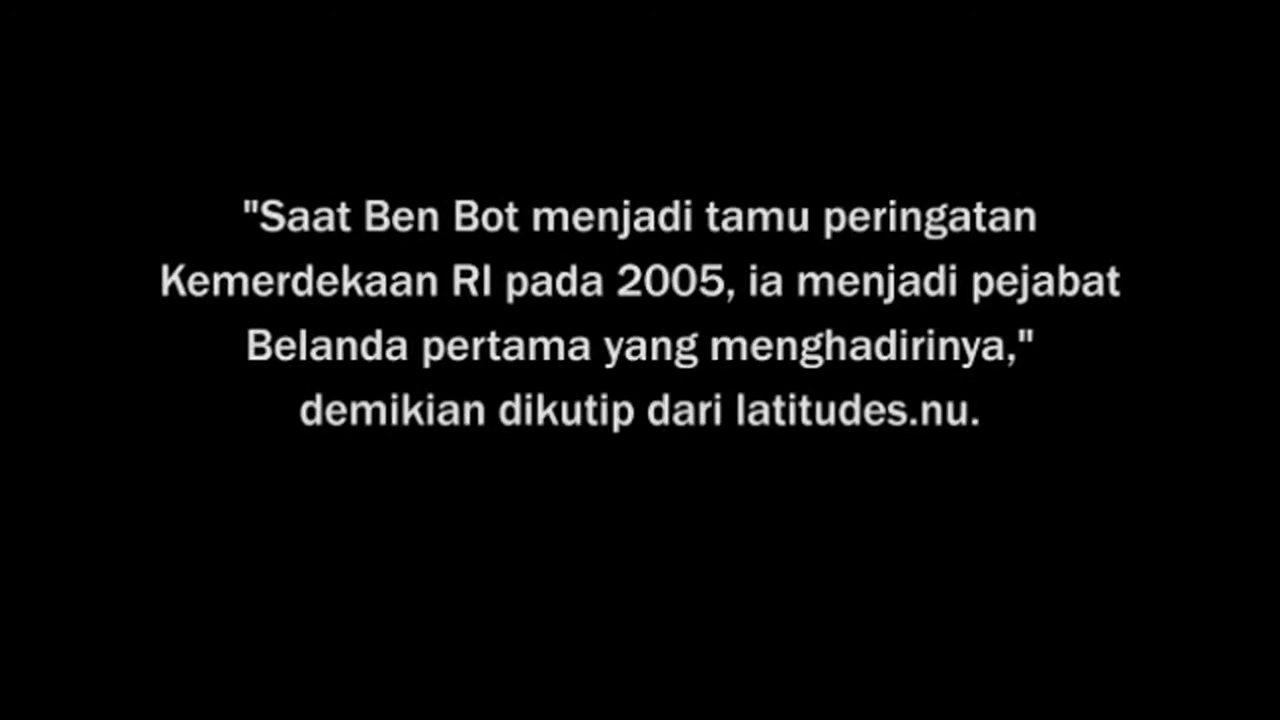 "Saat Ben Bot menjadi tamu peringatan
Kemerdekaan RI pada 2005, ia menjadi pejabat
Belanda pertama yang menghadirinya,"
demikian dikutip dari latitudes.nu.